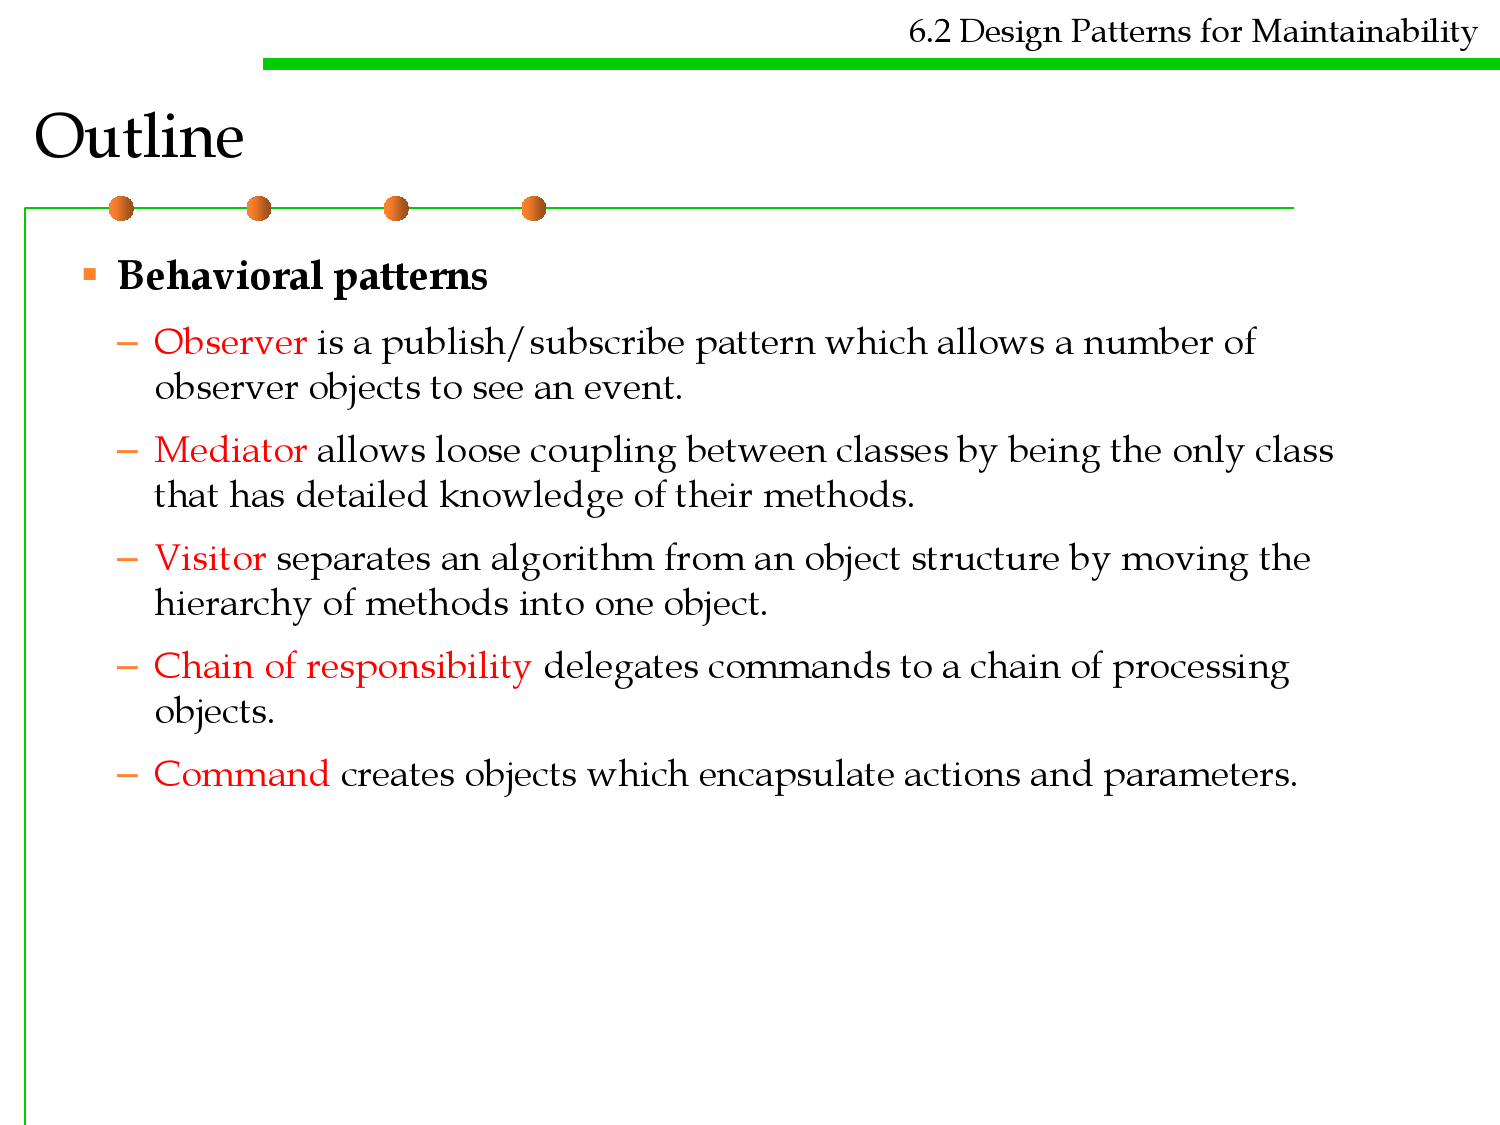 6.2 Design Patterns for Maintainability
Outline
▪ Behavioral patterns
– Observer is a publish/subscribe pattern which allows a number of
observer objects to see an event.
– Mediator allows loose coupling between classes by being the only class
that has detailed knowledge of their methods.
– Visitor separates an algorithm from an object structure by moving the
hierarchy of methods into one object.
– Chain of responsibility delegates commands to a chain of processing
objects.
– Command creates objects which encapsulate actions and parameters.